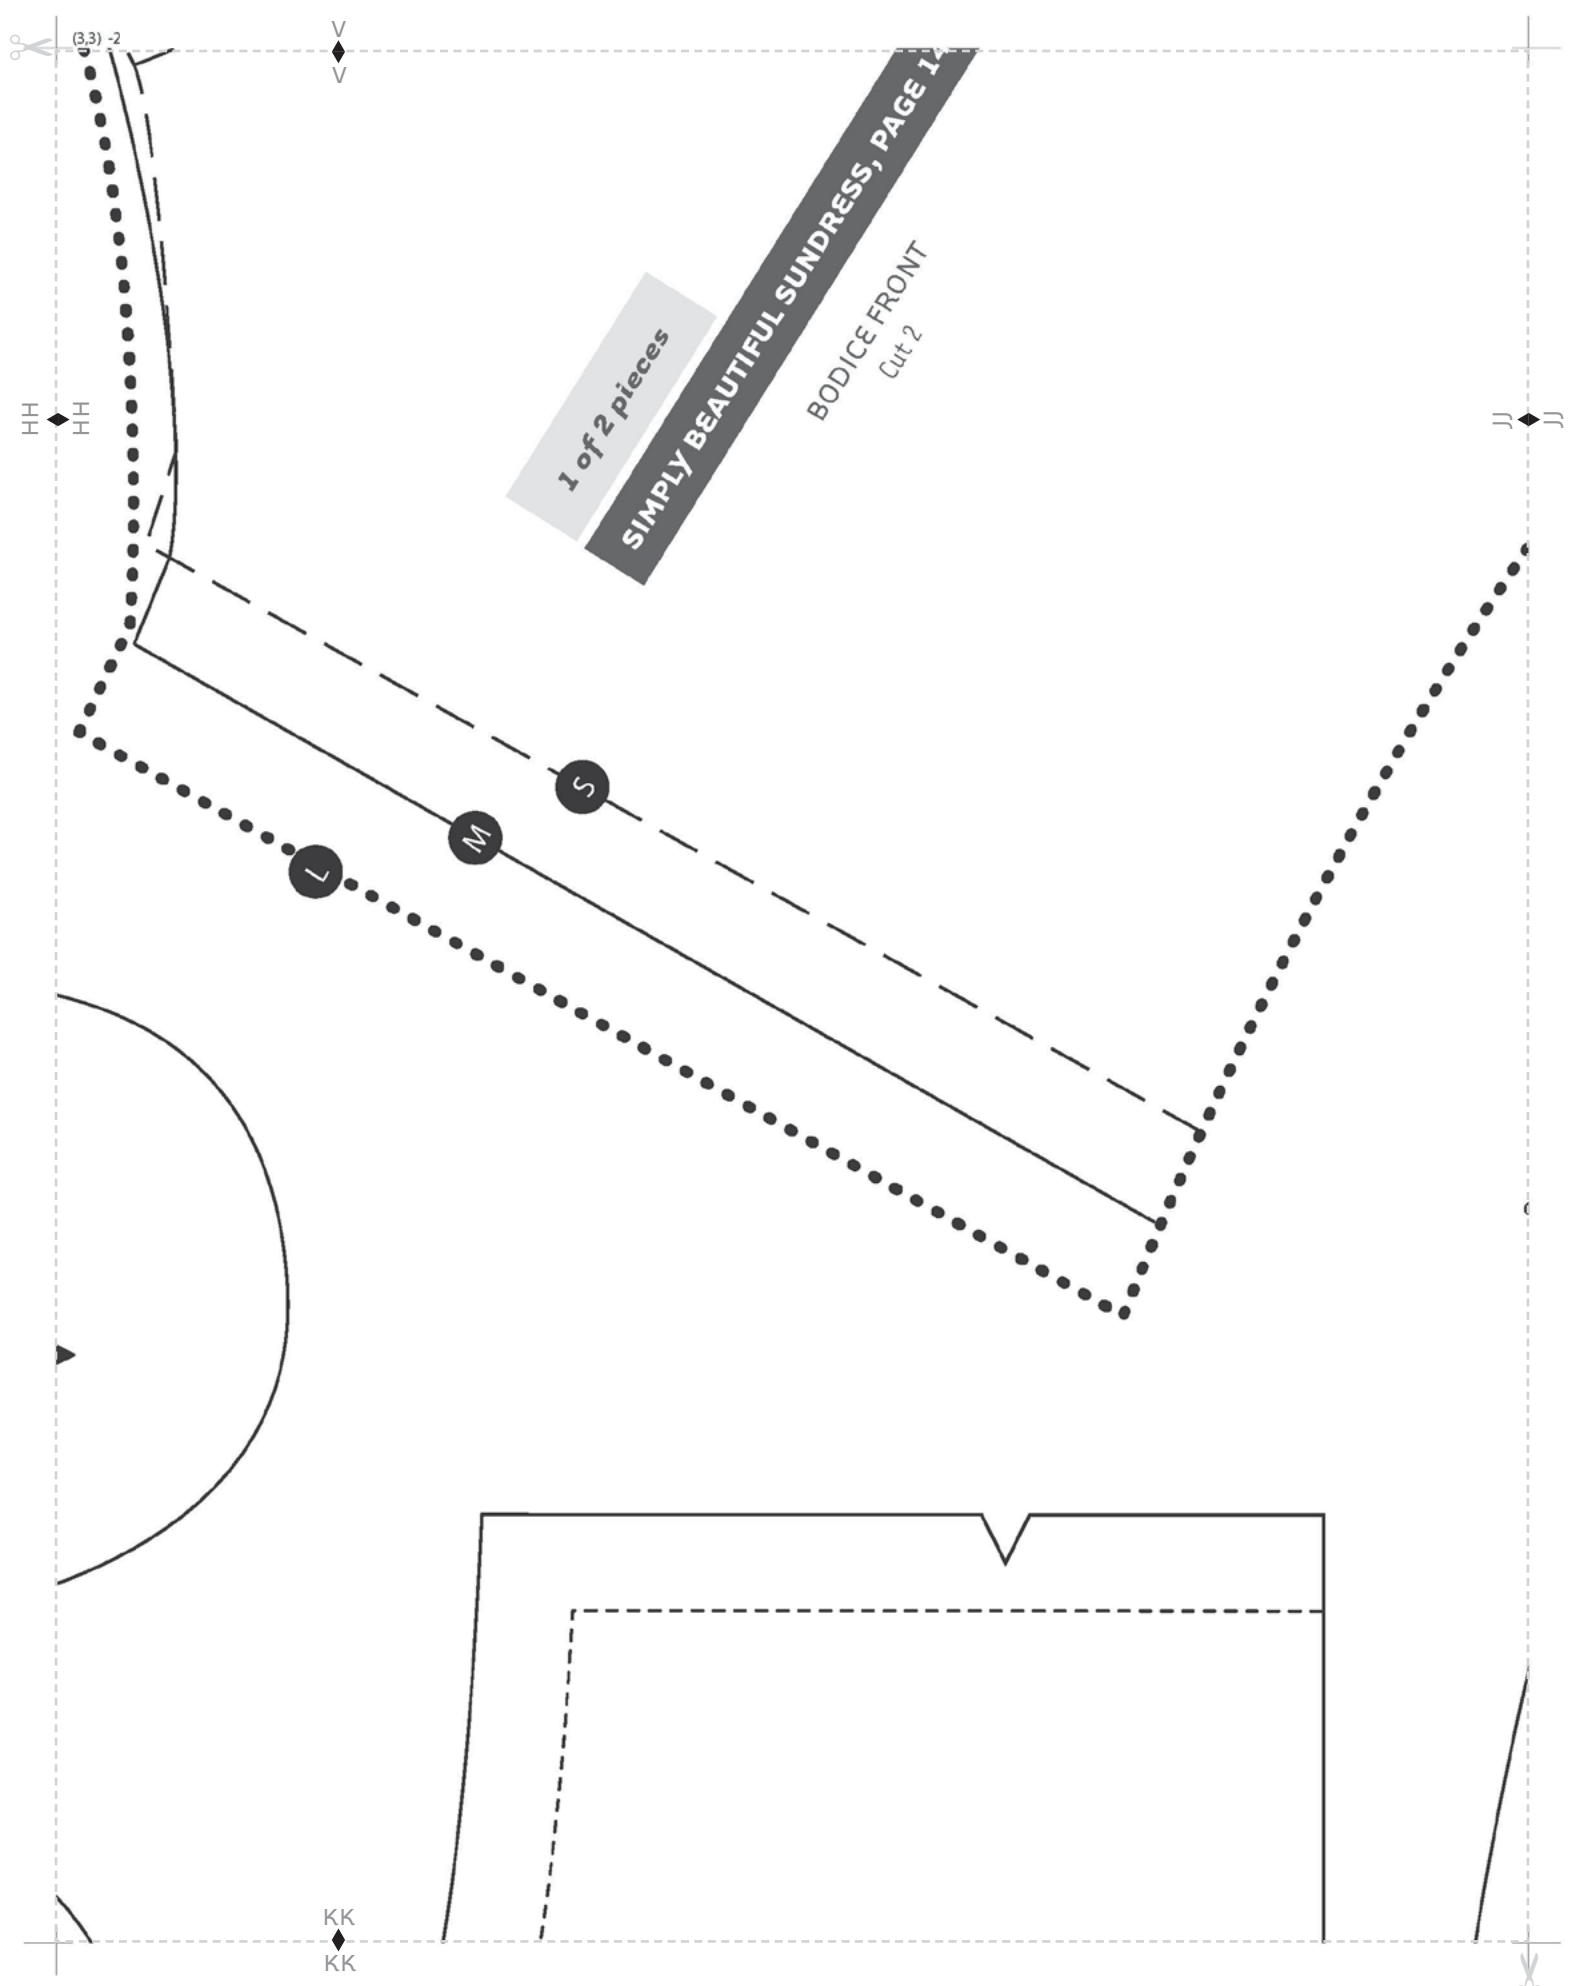 (3,3) -2
V
V
SIMPLY BEAUTIFUL SUNDRESS, PAGE 14
BODICE FRONT
Cut 2
1 of 2 pieces
HH
HH
JJ
JJ
S
M
L
KK
KK